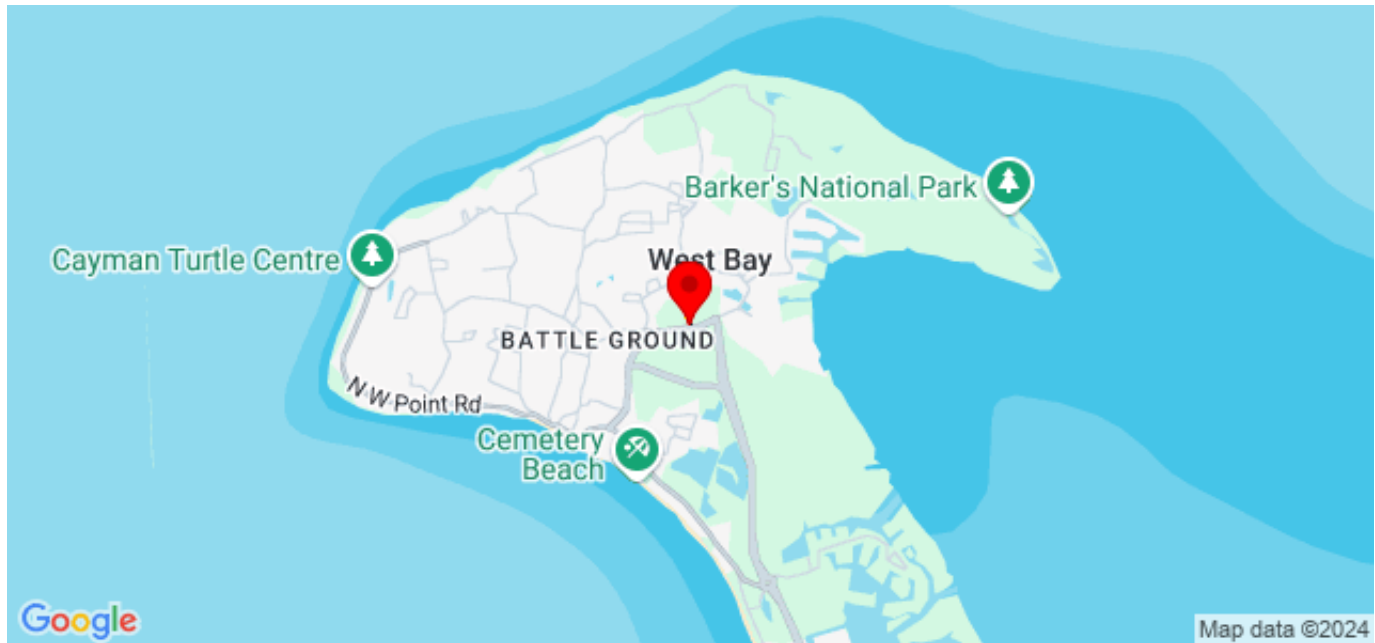 Barker's National Park
Cayman Turtle Centre
West Bay
BATTLE GROUND
N W Point Rd
Cemetery
Beach
Google
Map data ©2024